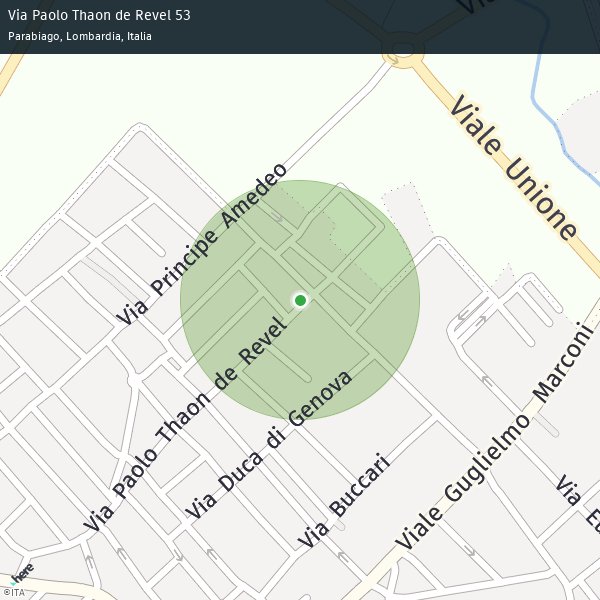 Via Paolo Thaon de Revel 53
Parabiago, Lombardia, Italia
Viale Unione
Via Principe Amedeo
Via Paolo Thaon de Revel
Via Duca di Genova
Via Buccari
Viale Guglielmo Marconi
Via
here
©ITA